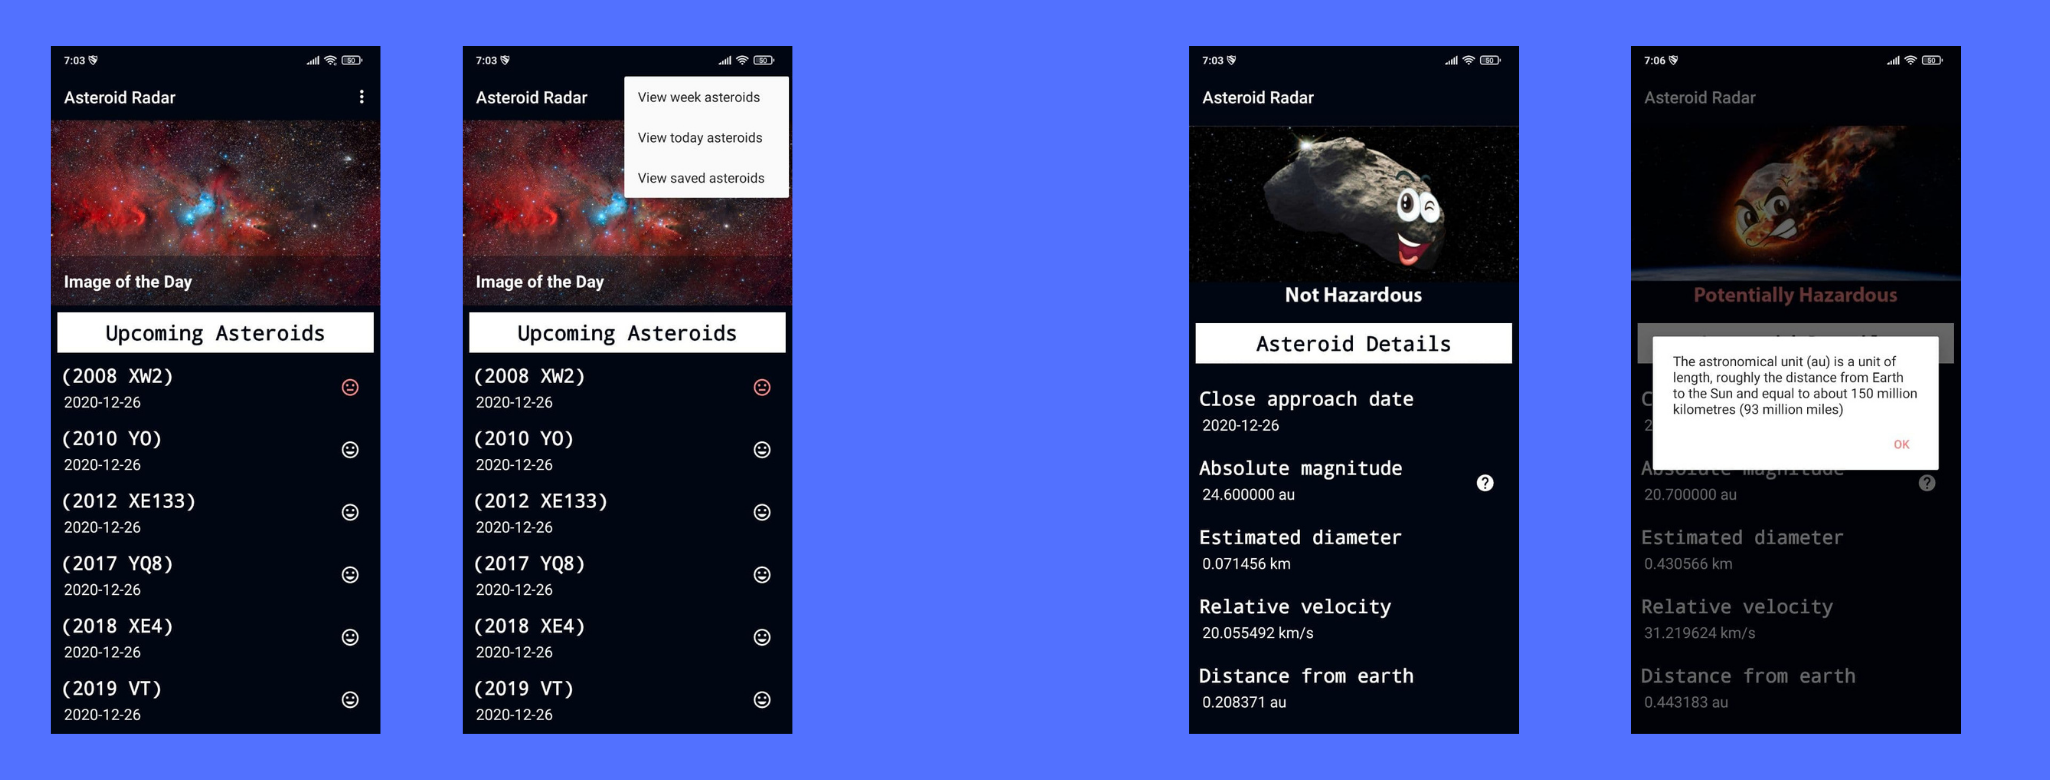 7:03
50
Asteroid Radar
Image of the Day
Upcoming Asteroids
(2008 XW2)
2020-12-26
(2010 YO)
2020-12-26
(2012 XE133)
2020-12-26
(2017 YQ8)
2020-12-26
(2018 XE4)
2020-12-26
(2019 VT)
2020-12-26
7:03
50
Asteroid Radar
View week asteroids
View today asteroids
View saved asteroids
Image of the Day
Upcoming Asteroids
(2008 XW2)
2020-12-26
(2010 YO)
2020-12-26
(2012 XE133)
2020-12-26
(2017 YQ8)
2020-12-26
(2018 XE4)
2020-12-26
(2019 VT)
2020-12-26
7:03
50
Asteroid Radar
Not Hazardous
Asteroid Details
Close approach date
2020-12-26
Absolute magnitude
24.600000 au
?
Estimated diameter
0.071456 km
Relative velocity
20.055492 km/s
Distance from earth
0.208371 au
7:06
50
Asteroid Radar
Potentially Hazardous
The astronomical unit (au) is a unit of
length, roughly the distance from Earth
to the Sun and equal to about 150 million
kilometres (93 million miles)
OK
Absolute magnitude
20.700000 au
?
Estimated diameter
0.430566 km
Relative velocity
31.219624 km/s
Distance from earth
0.443183 au